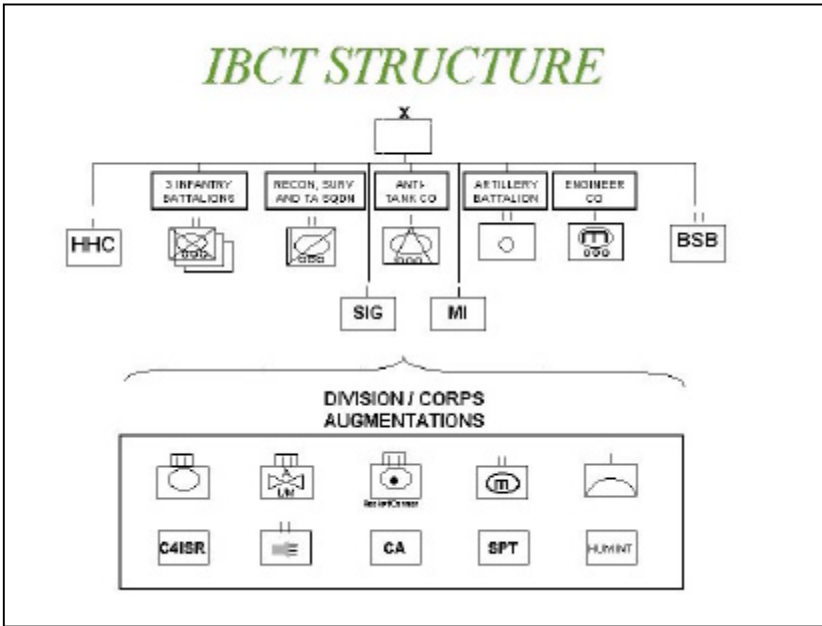 IBCT STRUCTURE
X
3 INFANTRY
BATTALIONS
RECON, SURV
AND TA SQDN
ANTI-
TANK CO
ARTILLERY
BATTALION
ENGINEER
CO
HHC
BSB
SIG
MI
DIVISION / CORPS
AUGMENTATIONS
L/M
C4ISR
CA
SPT
HUMINT